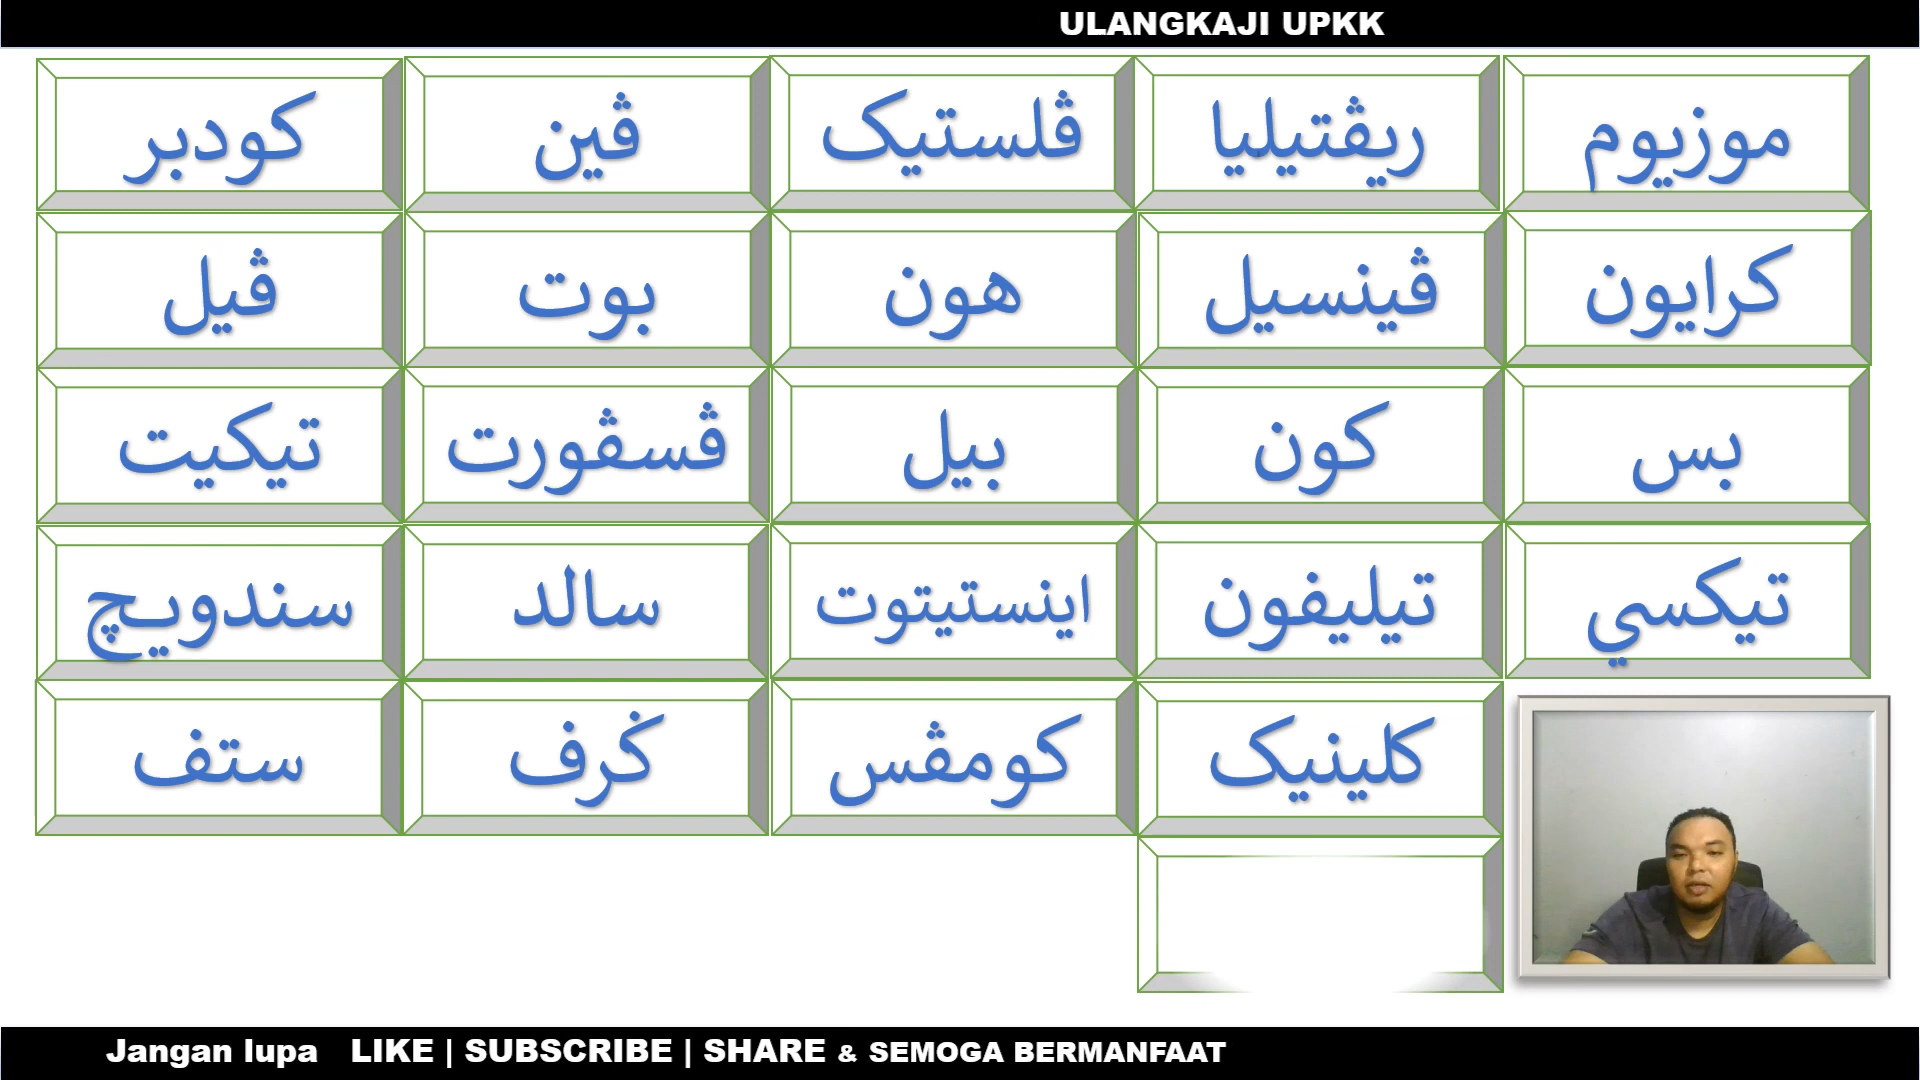 ULANGKAJI UPKK
موزيوم ريڤتيليا ڤلستيک ڤين کودبر
کرايون ڤينسيل هون بوت ڤيل
بس کون بيل ڤسڤورت تيکيت
تيکسي تيليفون اينستيتوت سالد سندويچ
کلينيک کومڤس ݢرف ستف
Jangan lupa LIKE | SUBSCRIBE | SHARE & SEMOGA BERMANFAAT